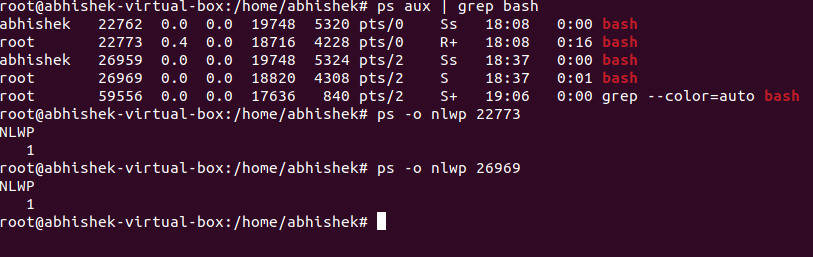 root@abhishek-virtual-box:/home/abhishek# ps aux | grep bash
abhishek   22762  0.0  0.0  19748  5320 pts/0    Ss   18:08   0:00 bash
root       22773  0.4  0.0  18716  4228 pts/0    R+   18:08   0:16 bash
abhishek   26959  0.0  0.0  19748  5324 pts/2    Ss   18:37   0:00 bash
root       26969  0.0  0.0  18820  4308 pts/2    S    18:37   0:01 bash
root       59556  0.0  0.0  17636   840 pts/2    S+   19:06   0:00 grep --color=auto bash
root@abhishek-virtual-box:/home/abhishek# ps -o nlwp 22773
NLWP
   1
root@abhishek-virtual-box:/home/abhishek# ps -o nlwp 26969
NLWP
   1
root@abhishek-virtual-box:/home/abhishek#